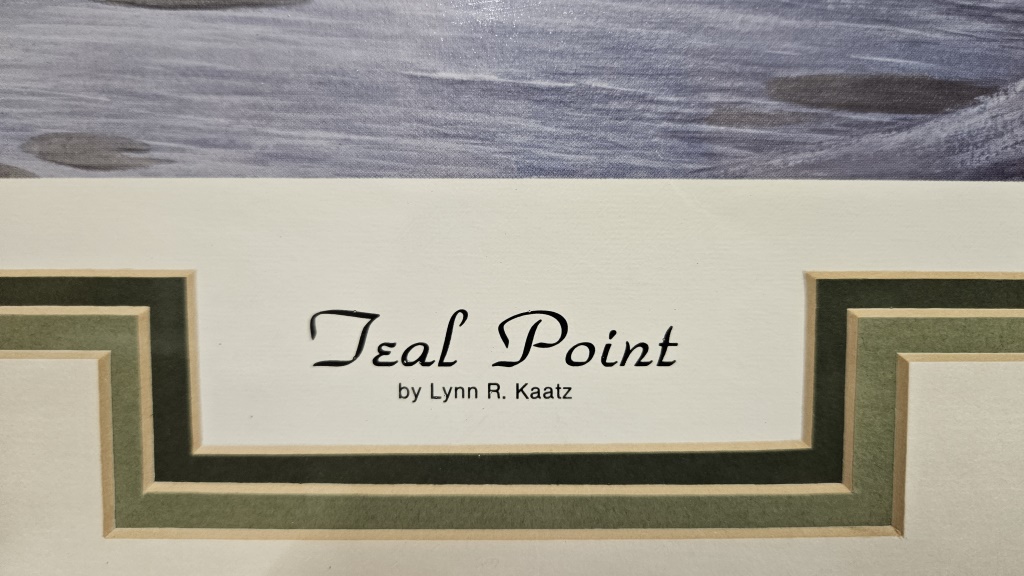 Teal Point
by Lynn R. Kaatz